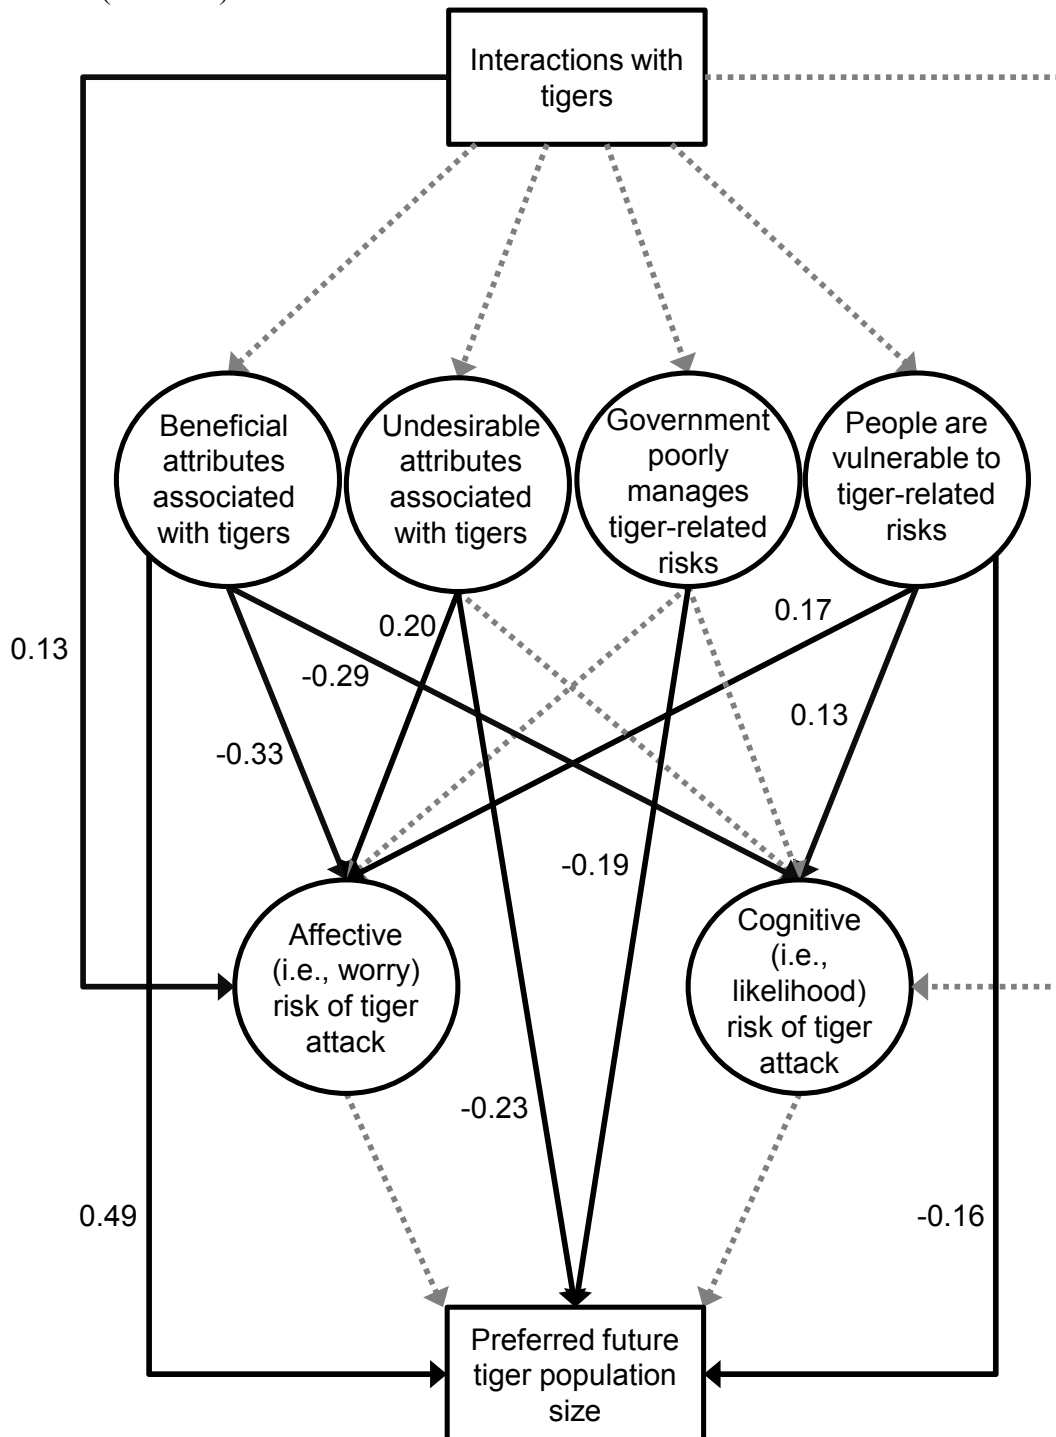 Interactions with
tigers
Beneficial
attributes
associated
with tigers
Undesirable
attributes
associated
with tigers
Government
poorly
manages
tiger-related
risks
People are
vulnerable to
tiger-related
risks
0.13
0.20
0.17
-0.29
0.13
-0.33
-0.19
Affective
(i.e., worry)
risk of tiger
attack
Cognitive
(i.e.,
likelihood)
risk of tiger
attack
-0.23
0.49
-0.16
Preferred future
tiger population
size